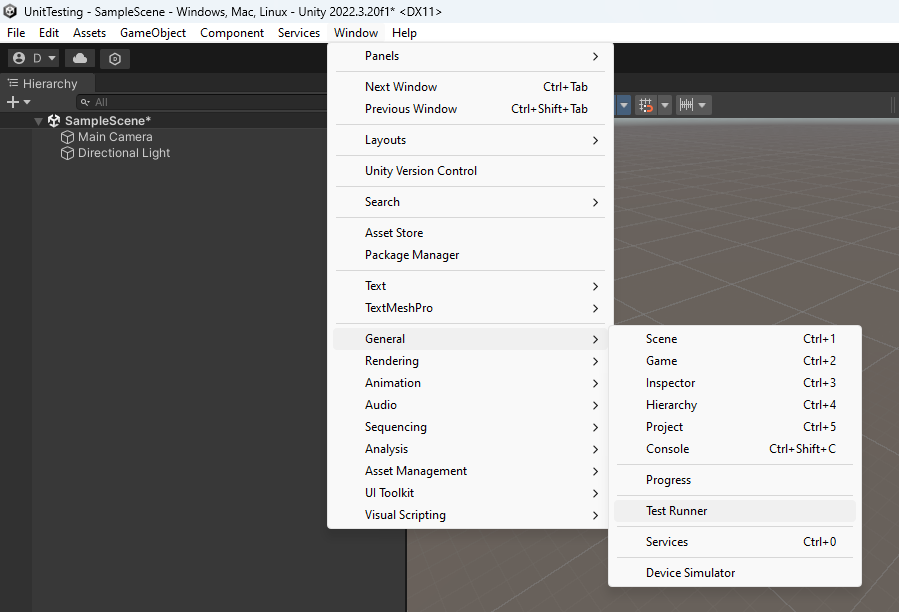 UnitTesting - SampleScene - Windows, Mac, Linux - Unity 2022.3.20f1* <DX11>
File Edit Assets GameObject Component Services Window Help
D
Hierarchy
All
SampleScene*
Main Camera
Directional Light
Panels
Next Window Ctrl+Tab
Previous Window Ctrl+Shift+Tab
Layouts
Unity Version Control
Search
Asset Store
Package Manager
Text
TextMeshPro
General
Rendering
Animation
Audio
Sequencing
Analysis
Asset Management
UI Toolkit
Visual Scripting
Scene Ctrl+1
Game Ctrl+2
Inspector Ctrl+3
Hierarchy Ctrl+4
Project Ctrl+5
Console Ctrl+Shift+C
Progress
Test Runner
Services Ctrl+0
Device Simulator